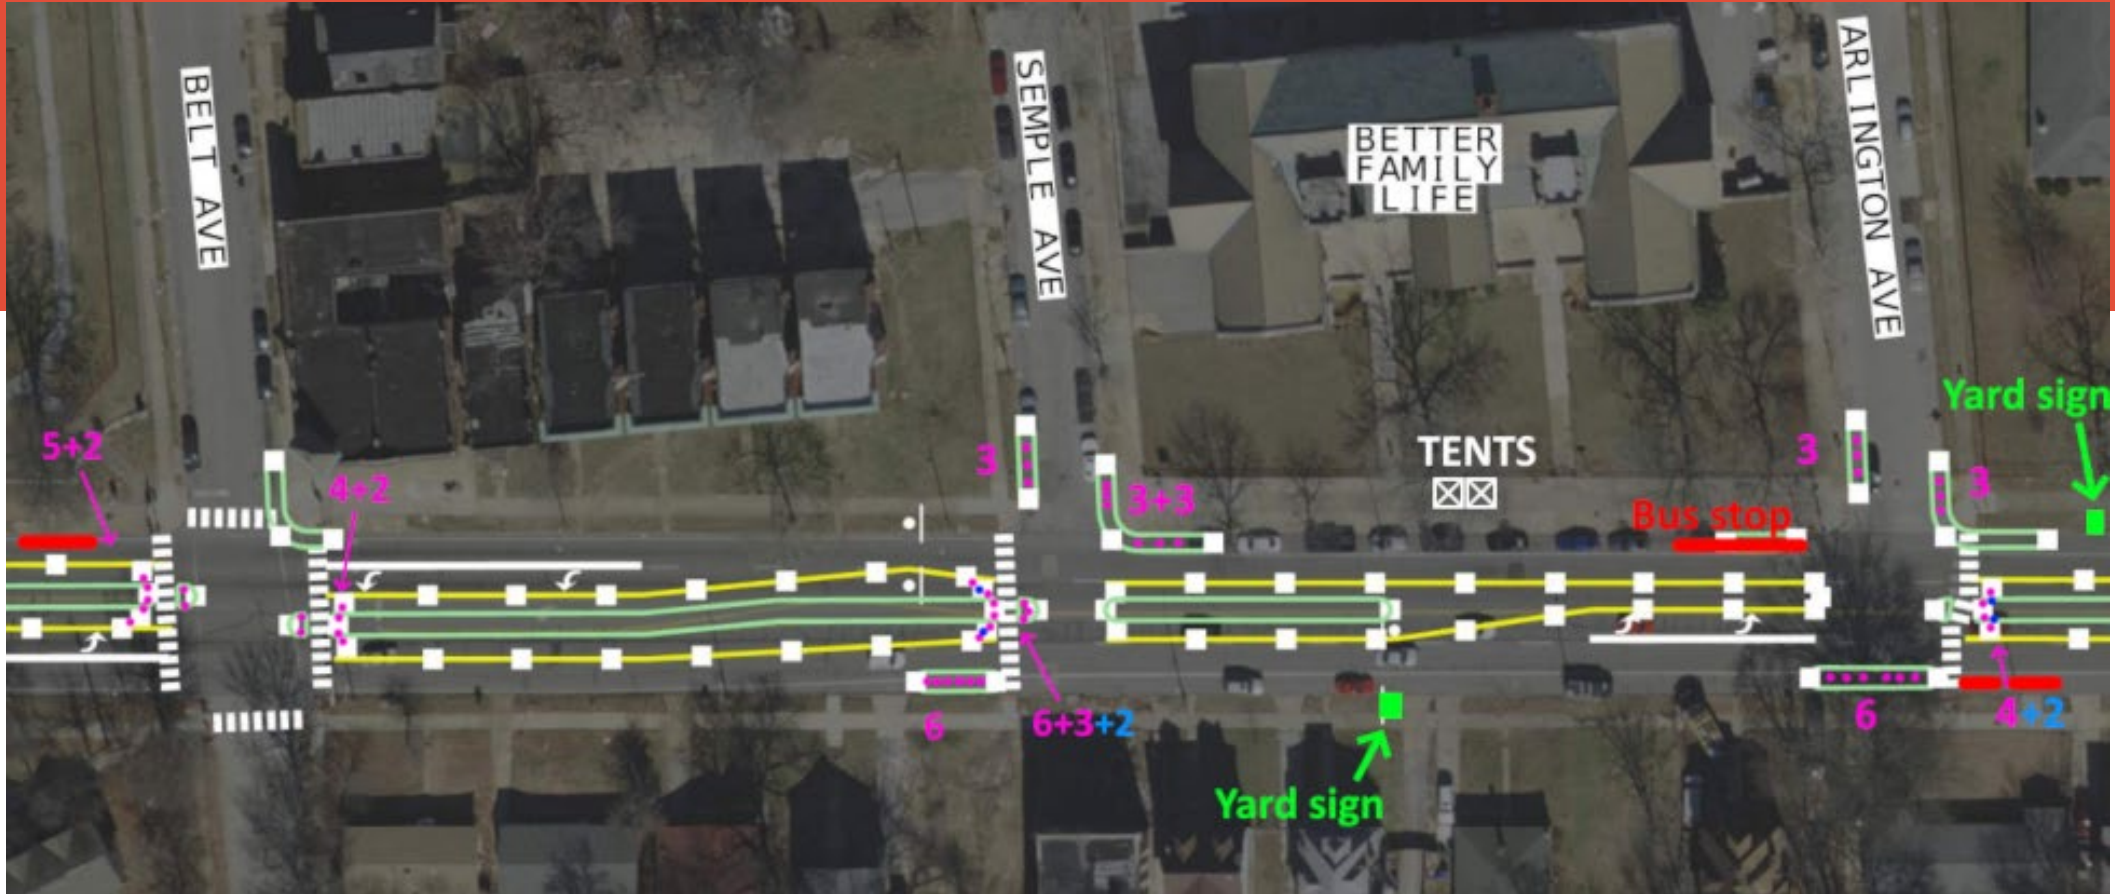 BELT AVE
SEMPLE AVE
BETTER
FAMILY
LIFE
ARLINGTON AVE
Yard sign
5+2
4+2
3
3+3
TENTS
Bus stop
3
3
6
6+3+2
Yard sign
6
4+2